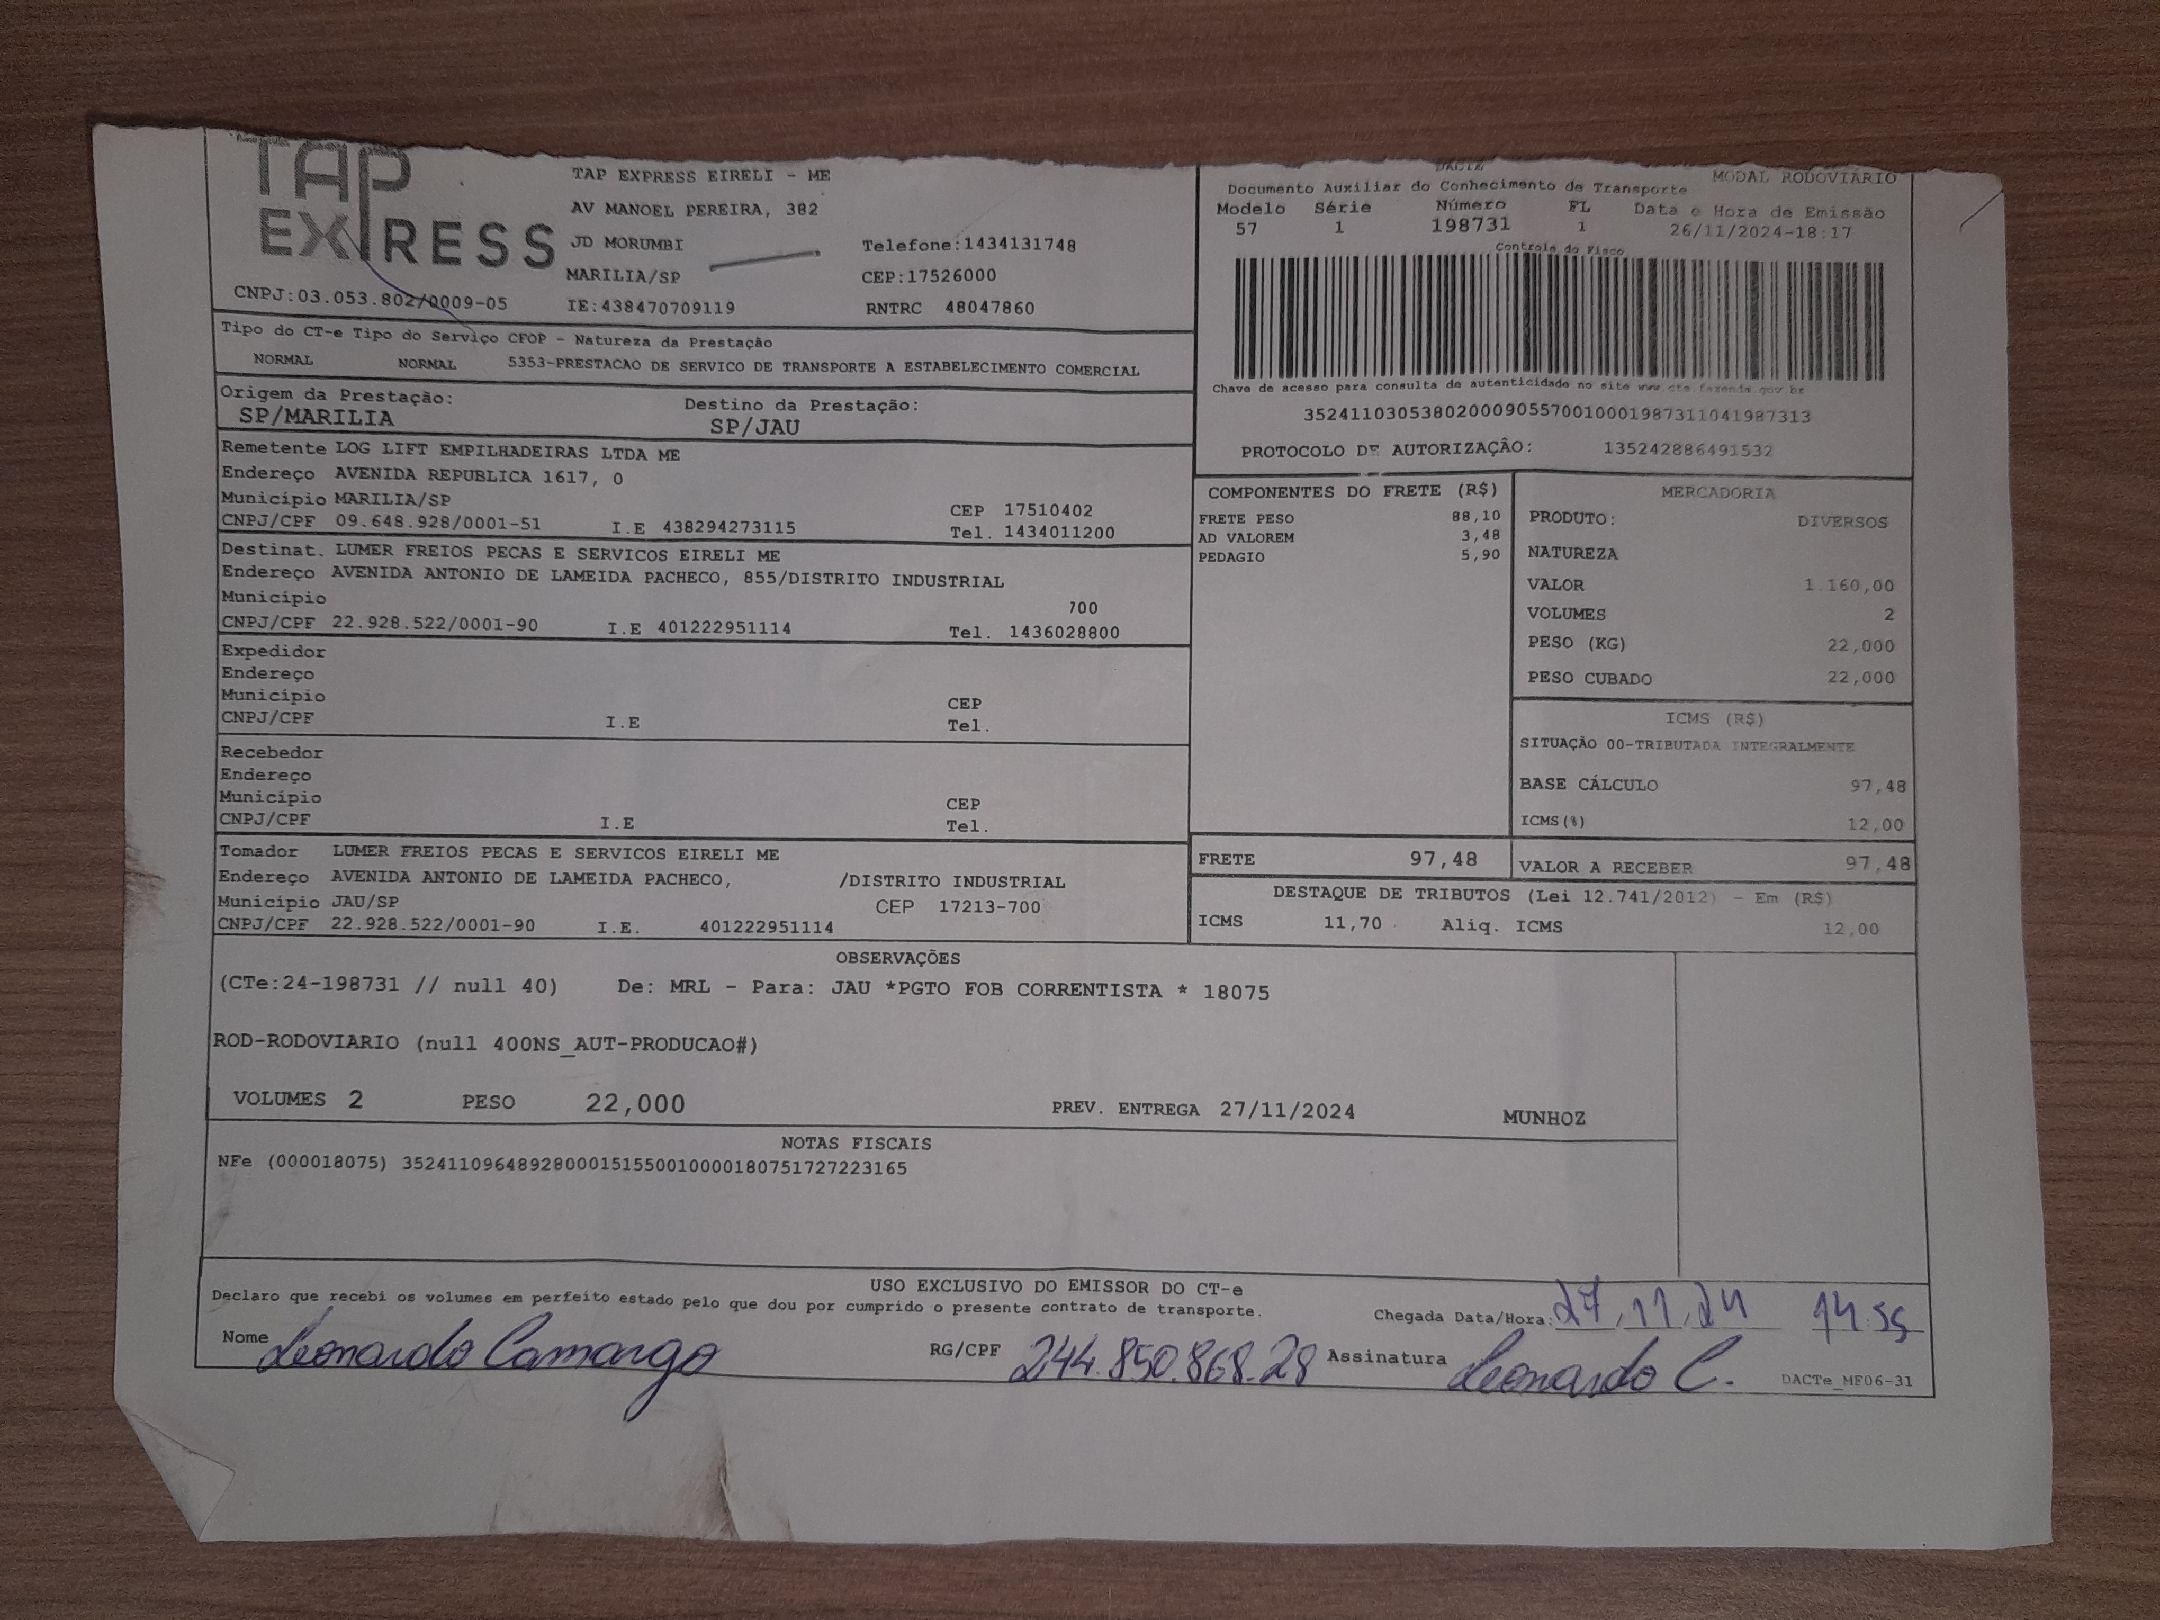 TAP
EXPRESS
TAP EXPRESS EIRELI - ME
AV MANOEL PEREIRA, 382
JD MORUMBI
Telefone:1434131748
MARILIA/SP
CEP:17526000
CNPJ:03.053.802/0009-05
IE:438470709119
RNTRC 48047860
DACTE
MODAL RODOVIÁRIO
Documento Auxiliar do Conhecimento de Transporte
Modelo Série Número FL Data e Hora de Emissão
57 1 198731 1 26/11/2024-18:17
Controle do Fisco
Chave de acesso para consulta de autenticidade no site www.cte.fazenda.gov.br
35241103053802000905570010001987311041987313
PROTOCOLO DE AUTORIZAÇÃO: 135242886491532
Tipo do CT-e Tipo do Serviço CFOP - Natureza da Prestação
NORMAL NORMAL 5353-PRESTACAO DE SERVICO DE TRANSPORTE A ESTABELECIMENTO COMERCIAL
Origem da Prestação: Destino da Prestação:
SP/MARILIA SP/JAU
Remetente LOG LIFT EMPILHADEIRAS LTDA ME
Endereço AVENIDA REPUBLICA 1617, 0
Município MARILIA/SP CEP 17510402
CNPJ/CPF 09.648.928/0001-51 I.E 438294273115 Tel. 1434011200
Destinat. LUMER FREIOS PECAS E SERVICOS EIRELI ME
Endereço AVENIDA ANTONIO DE LAMEIDA PACHECO, 855/DISTRITO INDUSTRIAL
Município 700
CNPJ/CPF 22.928.522/0001-90 I.E 401222951114 Tel. 1436028800
Expedidor
Endereço
Município CEP
CNPJ/CPF I.E Tel.
Recebedor
Endereço
Município CEP
CNPJ/CPF I.E Tel.
Tomador LUMER FREIOS PECAS E SERVICOS EIRELI ME
Endereço AVENIDA ANTONIO DE LAMEIDA PACHECO, /DISTRITO INDUSTRIAL
Município JAU/SP CEP 17213-700
CNPJ/CPF 22.928.522/0001-90 I.E. 401222951114
COMPONENTES DO FRETE (R$)
FRETE PESO 88,10
AD VALOREM 3,48
PEDAGIO 5,90
MERCADORIA
PRODUTO: DIVERSOS
NATUREZA
VALOR 1.160,00
VOLUMES 2
PESO (KG) 22,000
PESO CUBADO 22,000
ICMS (R$)
SITUAÇÃO 00-TRIBUTADA INTEGRALMENTE
BASE CÁLCULO 97,48
ICMS(%) 12,00
FRETE 97,48
VALOR A RECEBER 97,48
DESTAQUE DE TRIBUTOS (Lei 12.741/2012) - Em (R$)
ICMS 11,70 Aliq. ICMS 12,00
OBSERVAÇÕES
(CTe:24-198731 // null 40) De: MRL - Para: JAU *PGTO FOB CORRENTISTA * 18075
ROD-RODOVIARIO (null 400NS_AUT-PRODUCAO#)
VOLUMES 2 PESO 22,000 PREV. ENTREGA 27/11/2024 MUNHOZ
NOTAS FISCAIS
NFe (000018075) 35241109648928000151550010000180751727223165
USO EXCLUSIVO DO EMISSOR DO CT-e
Declaro que recebi os volumes em perfeito estado pelo que dou por cumprido o presente contrato de transporte.
Chegada Data/Hora: 27.11.24 14:55
Nome Leonardo Camargo RG/CPF 244.850.868.28 Assinatura Leonardo C.
DACTe_MF06-31